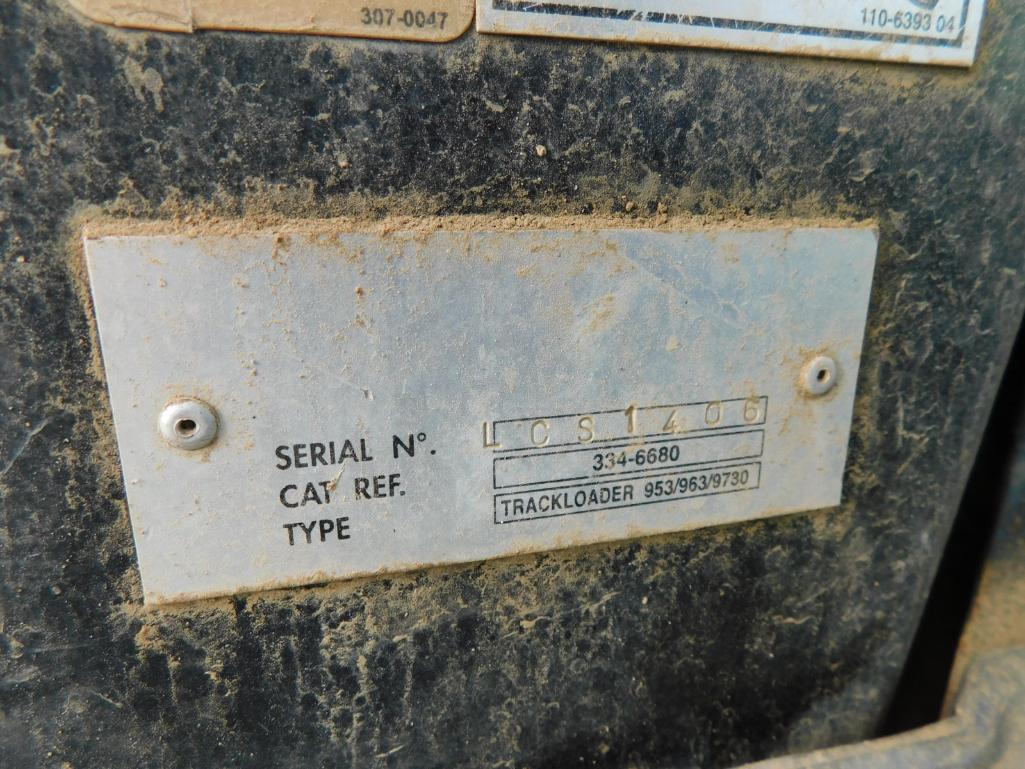 307-0047
110-6393 04
SERIAL N°. LCS1406
CAT REF. 334-6680
TYPE TRACKLOADER 953/963/9730